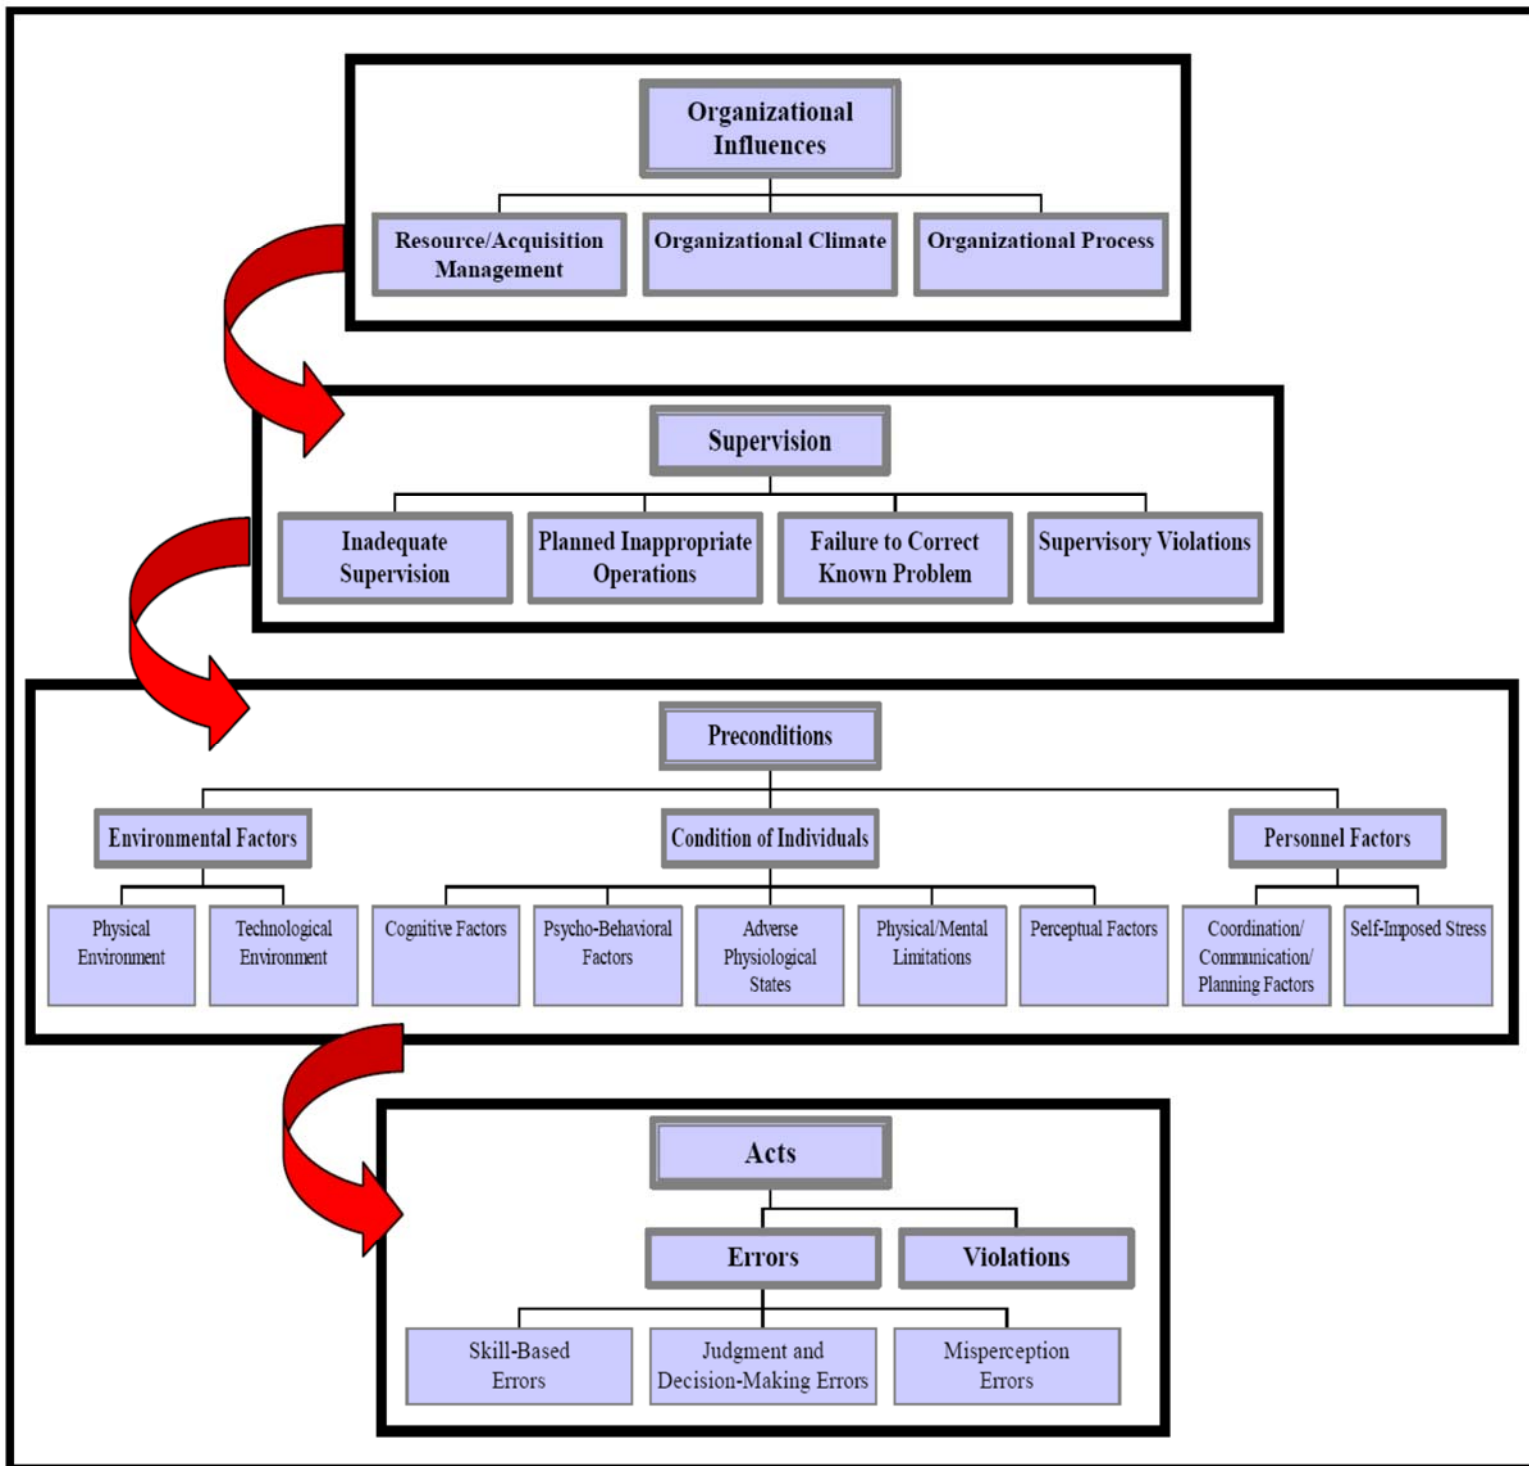 Organizational
Influences
Resource/Acquisition
Management
Organizational Climate
Organizational Process
Supervision
Inadequate
Supervision
Planned Inappropriate
Operations
Failure to Correct
Known Problem
Supervisory Violations
Preconditions
Environmental Factors
Condition of Individuals
Personnel Factors
Physical
Environment
Technological
Environment
Cognitive Factors
Psycho-Behavioral
Factors
Adverse
Physiological
States
Physical/Mental
Limitations
Perceptual Factors
Coordination/
Communication/
Planning Factors
Self-Imposed Stress
Acts
Errors
Violations
Skill-Based
Errors
Judgment and
Decision-Making Errors
Misperception
Errors